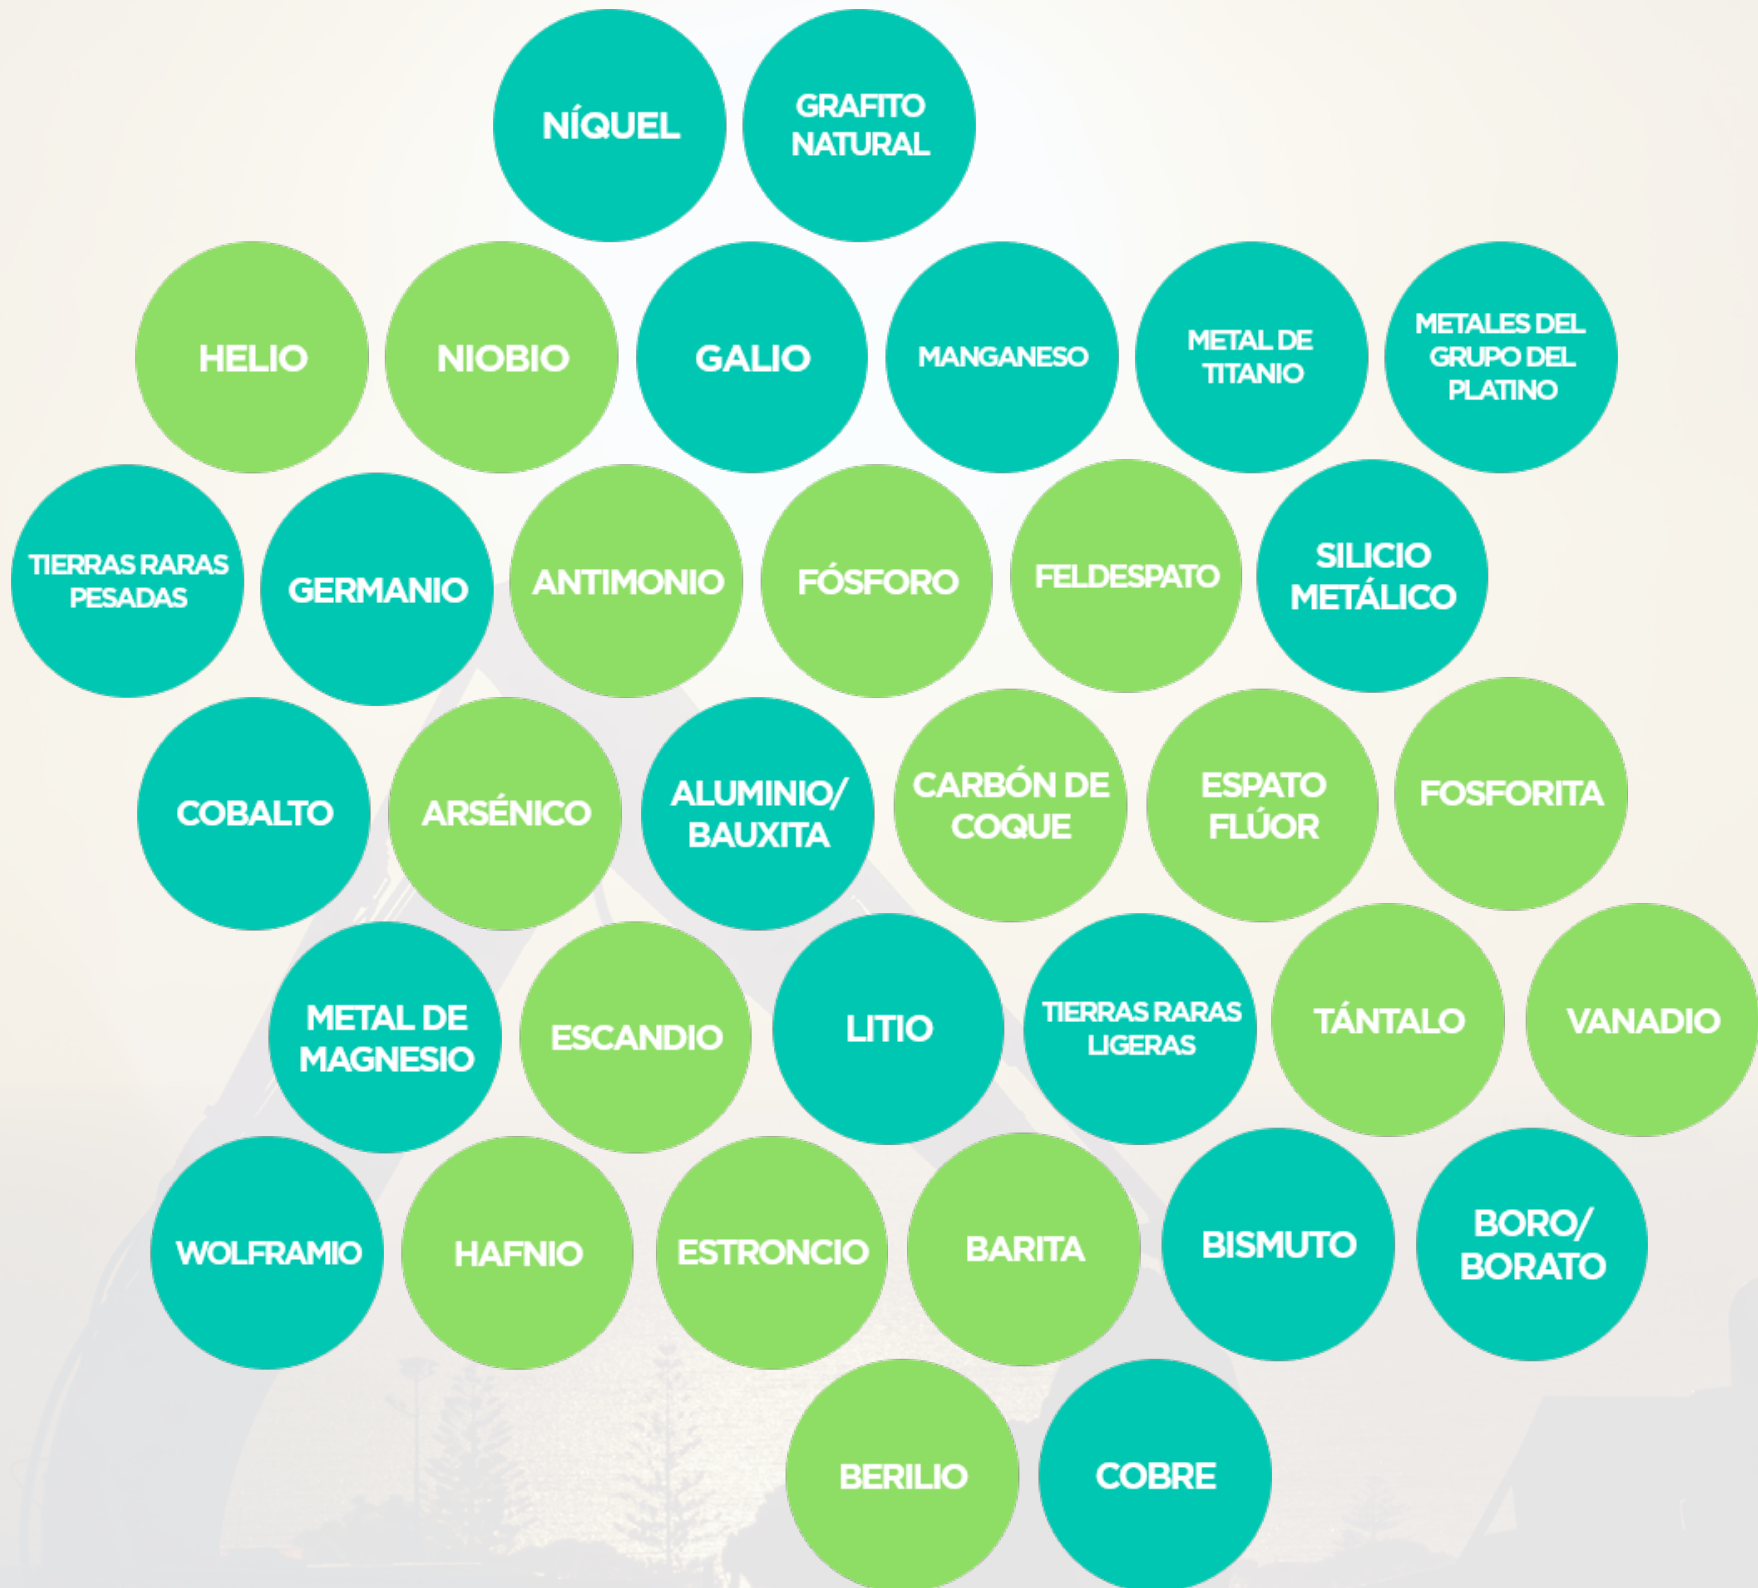 NÍQUEL
GRAFITO
NATURAL
HELIO
NIOBIO
GALIO
MANGANESO
METAL DE
TITANIO
METALES DEL
GRUPO DEL
PLATINO
TIERRAS RARAS
PESADAS
GERMANIO
ANTIMONIO
FÓSFORO
FELDESPATO
SILICIO
METÁLICO
COBALTO
ARSÉNICO
ALUMINIO/
BAUXITA
CARBÓN DE
COQUE
ESPATO
FLÚOR
FOSFORITA
METAL DE
MAGNESIO
ESCANDIO
LITIO
TIERRAS RARAS
LIGERAS
TÁNTALO
VANADIO
WOLFRAMIO
HAFNIO
ESTRONCIO
BARITA
BISMUTO
BORO/
BORATO
BERILIO
COBRE